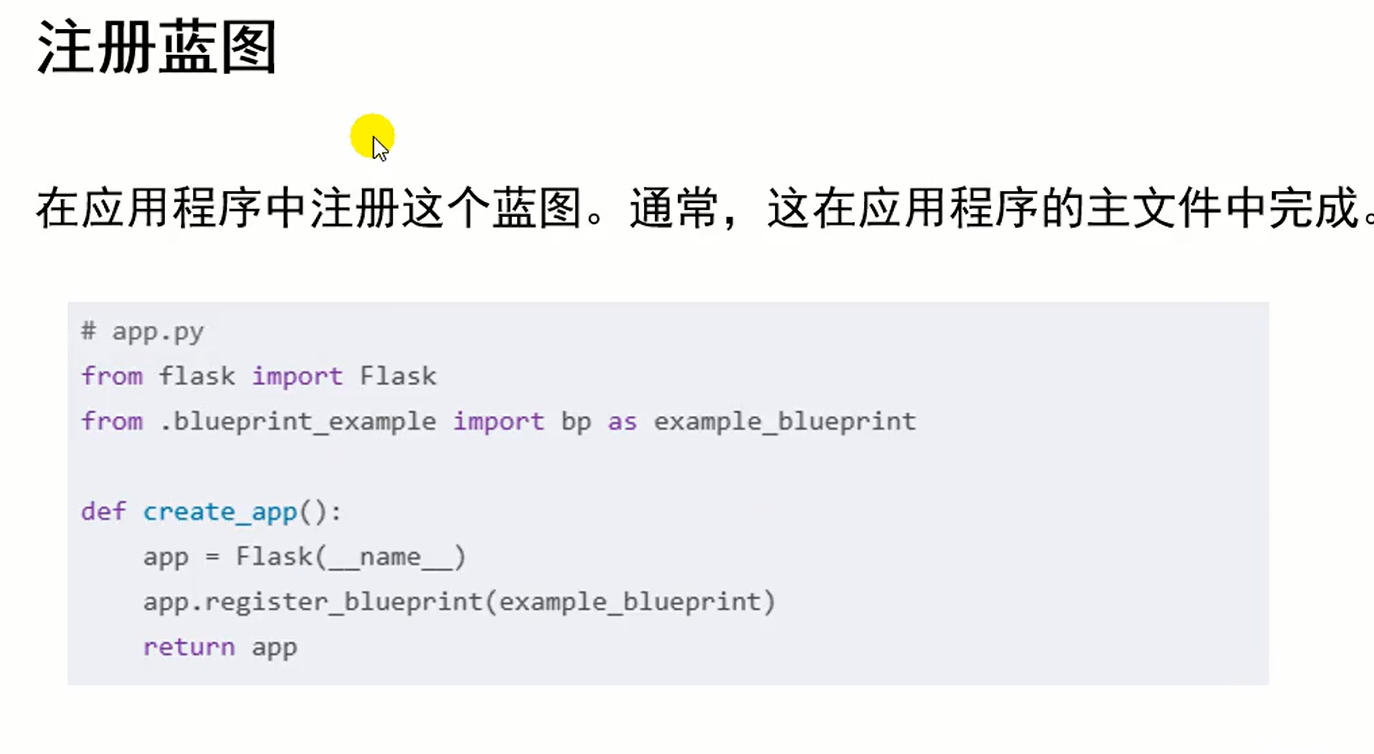 注册蓝图
在应用程序中注册这个蓝图。通常，这在应用程序的主文件中完成。
# app.py
from flask import Flask
from .blueprint_example import bp as example_blueprint
def create_app():
    app = Flask(__name__)
    app.register_blueprint(example_blueprint)
    return app